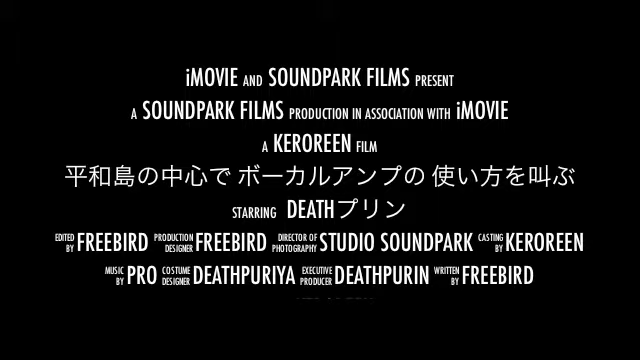 iMOVIE AND SOUNDPARK FILMS PRESENT
A SOUNDPARK FILMS PRODUCTION IN ASSOCIATION WITH iMOVIE
A KEROREEN FILM
平和島の中心で ボーカルアンプの 使い方を叫ぶ
STARRING DEATHプリン
EDITED BY FREEBIRD PRODUCTION DESIGNER FREEBIRD DIRECTOR OF PHOTOGRAPHY STUDIO SOUNDPARK CASTING BY KEROREEN
MUSIC BY PRO COSTUME DESIGNER DEATHPURIYA EXECUTIVE PRODUCER DEATHPURIN WRITTEN BY FREEBIRD